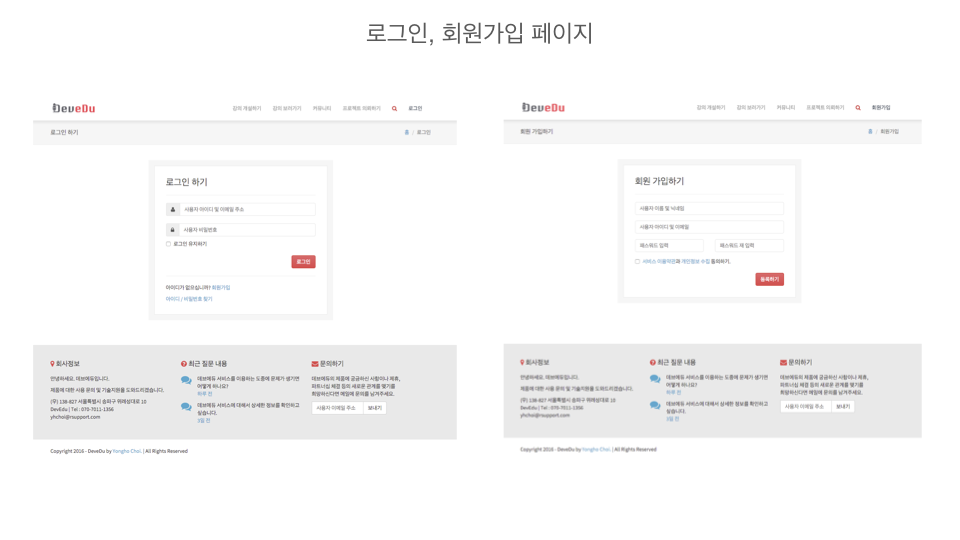 로그인, 회원가입 페이지
DeveDu
강의 개설하기 강의 보러가기 커뮤니티 프로젝트 의뢰하기 로그인
로그인 하기
/ 로그인
로그인 하기
사용자 아이디 및 이메일 주소
사용자 비밀번호
로그인 유지하기
로그인
아이디가 없으십니까? 회원가입
아이디 / 비밀번호 찾기
회사정보
안녕하세요. 데브에듀입니다.
제품에 대한 사용 문의 및 기술지원를 도와드리겠습니다.
(우) 138-827 서울특별시 송파구 위례성대로 10
DevEdu | Tel : 070-7011-1356
yhchoi@rsupport.com
최근 질문 내용
데브에듀 서비스를 이용하는 도중에 문제가 생기면
어떻게 하나요?
하루 전
데브에듀 서비스에 대해서 상세한 정보를 확인하고
싶습니다.
3일 전
문의하기
데브에듀의 제품에 궁금하신 사항이나 제휴,
파트너십 체결 등의 새로운 관계를 맺기를
희망하신다면 메일에 문의를 남겨주세요.
사용자 이메일 주소 보내기
Copyright 2016 - DeveDu by Yongho Choi. | All Rights Reserved
DeveDu
강의 개설하기 강의 보러가기 커뮤니티 프로젝트 의뢰하기 회원가입
회원 가입하기
/ 회원가입
회원 가입하기
사용자 이름 및 닉네임
사용자 아이디 및 이메일
패스워드 입력 패스워드 재 입력
서비스 이용약관과 개인정보 수집 동의하기.
등록하기
회사정보
안녕하세요. 데브에듀입니다.
제품에 대한 사용 문의 및 기술지원를 도와드리겠습니다.
(우) 138-827 서울특별시 송파구 위례성대로 10
DevEdu | Tel : 070-7011-1356
yhchoi@rsupport.com
최근 질문 내용
데브에듀 서비스를 이용하는 도중에 문제가 생기면
어떻게 하나요?
하루 전
데브에듀 서비스에 대해서 상세한 정보를 확인하고
싶습니다.
3일 전
문의하기
데브에듀의 제품에 궁금하신 사항이나 제휴,
파트너십 체결 등의 새로운 관계를 맺기를
희망하신다면 메일에 문의를 남겨주세요.
사용자 이메일 주소 보내기
Copyright 2016 - DeveDu by Yongho Choi. | All Rights Reserved